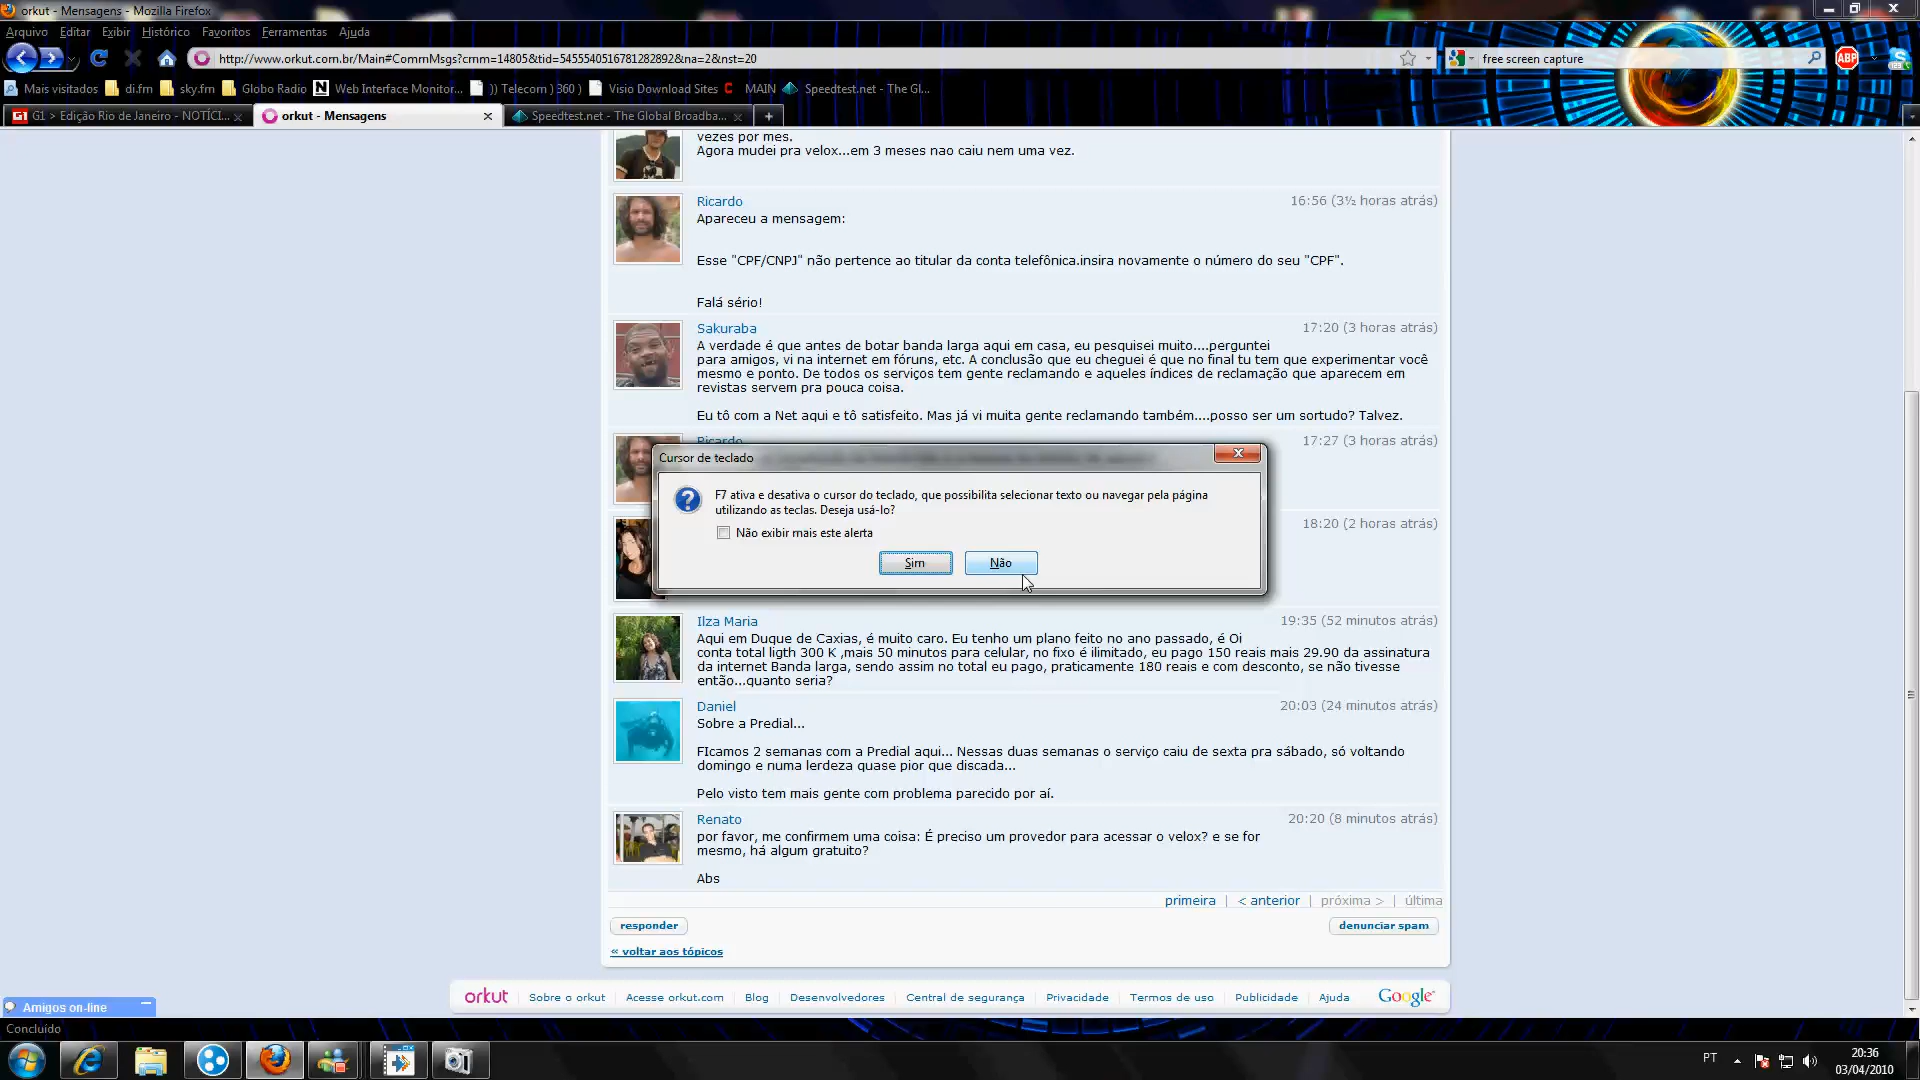 orkut - Mensagens - Mozilla Firefox
Arquivo Editar Exibir Histórico Favoritos Ferramentas Ajuda
http://www.orkut.com.br/Main#CommMsgs?cmm=14805&tid=5455540516781282892&na=2&nst=20
free screen capture
ABP
Mais visitados di.fm sky.fm Globo Radio Web Interface Monitor... )) Telecom ) 360 ) Visio Download Sites MAIN Speedtest.net - The Gl...
G1 > Edição Rio de Janeiro - NOTÍCI... orkut - Mensagens Speedtest.net - The Global Broadba...
vezes por mes.
Agora mudei pra velox...em 3 meses nao caiu nem uma vez.
Ricardo 16:56 (3½ horas atrás)
Apareceu a mensagem:
Esse "CPF/CNPJ" não pertence ao titular da conta telefônica.insira novamente o número do seu "CPF".
Falá sério!
Sakuraba 17:20 (3 horas atrás)
A verdade é que antes de botar banda larga aqui em casa, eu pesquisei muito....perguntei
para amigos, vi na internet em fóruns, etc. A conclusão que eu cheguei é que no final tu tem que experimentar você
mesmo e ponto. De todos os serviços tem gente reclamando e aqueles índices de reclamação que aparecem em
revistas servem pra pouca coisa.
Eu tô com a Net aqui e tô satisfeito. Mas já vi muita gente reclamando também....posso ser um sortudo? Talvez.
Ricardo 17:27 (3 horas atrás)
Cursor de teclado
F7 ativa e desativa o cursor do teclado, que possibilita selecionar texto ou navegar pela página
utilizando as teclas. Deseja usá-lo?
Não exibir mais este alerta
Sim Não
18:20 (2 horas atrás)
Ilza Maria 19:35 (52 minutos atrás)
Aqui em Duque de Caxias, é muito caro. Eu tenho um plano feito no ano passado, é Oi
conta total ligth 300 K ,mais 50 minutos para celular, no fixo é ilimitado, eu pago 150 reais mais 29.90 da assinatura
da internet Banda larga, sendo assim no total eu pago, praticamente 180 reais e com desconto, se não tivesse
então...quanto seria?
Daniel 20:03 (24 minutos atrás)
Sobre a Predial...
FIcamos 2 semanas com a Predial aqui... Nessas duas semanas o serviço caiu de sexta pra sábado, só voltando
domingo e numa lerdeza quase pior que discada...
Pelo visto tem mais gente com problema parecido por aí.
Renato 20:20 (8 minutos atrás)
por favor, me confirmem uma coisa: É preciso um provedor para acessar o velox? e se for
mesmo, há algum gratuito?
Abs
primeira | < anterior | próxima > | última
responder denunciar spam
« voltar aos tópicos
orkut Sobre o orkut Acesse orkut.com Blog Desenvolvedores Central de segurança Privacidade Termos de uso Publicidade Ajuda Google
Amigos on-line
Concluído
PT 20:36
03/04/2010